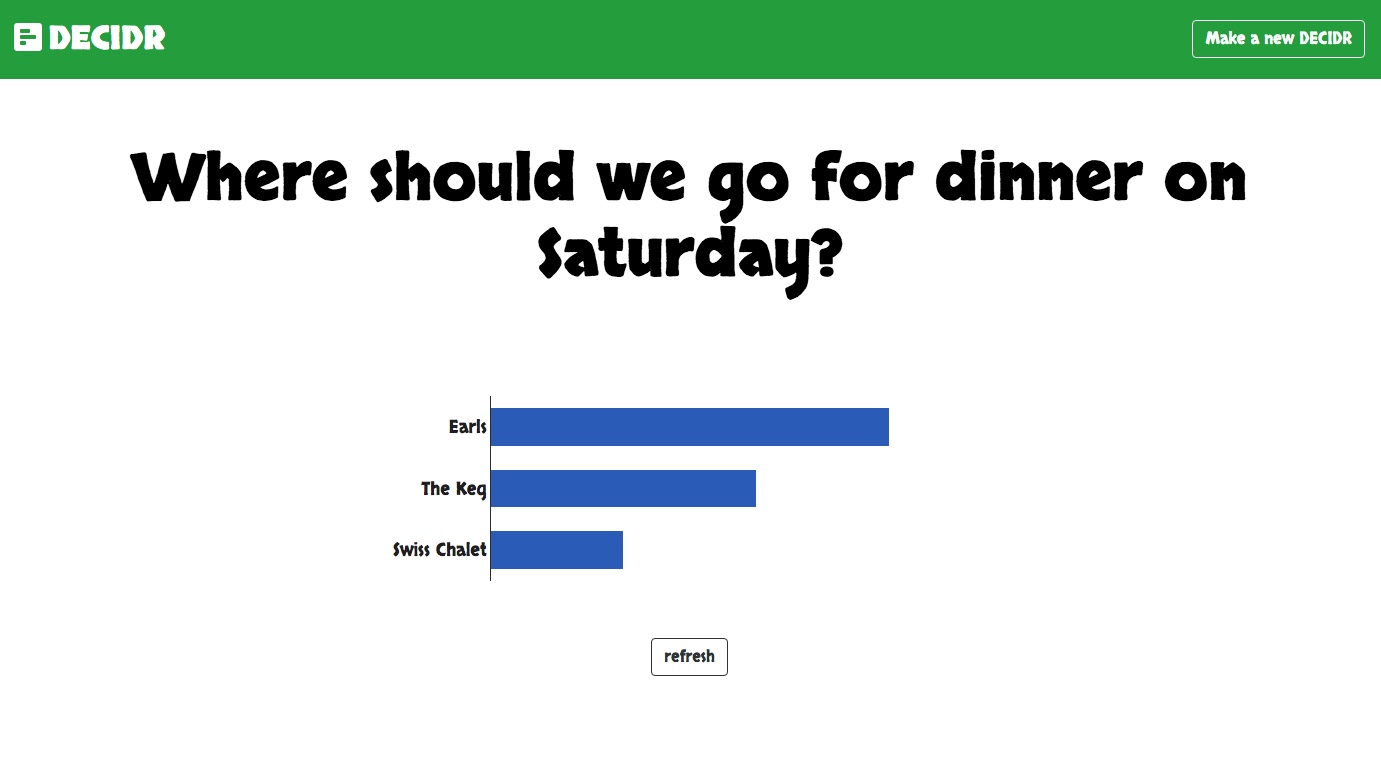 DECIDR
Make a new DECIDR
Where should we go for dinner on
Saturday?
Earls
The Keg
Swiss Chalet
refresh